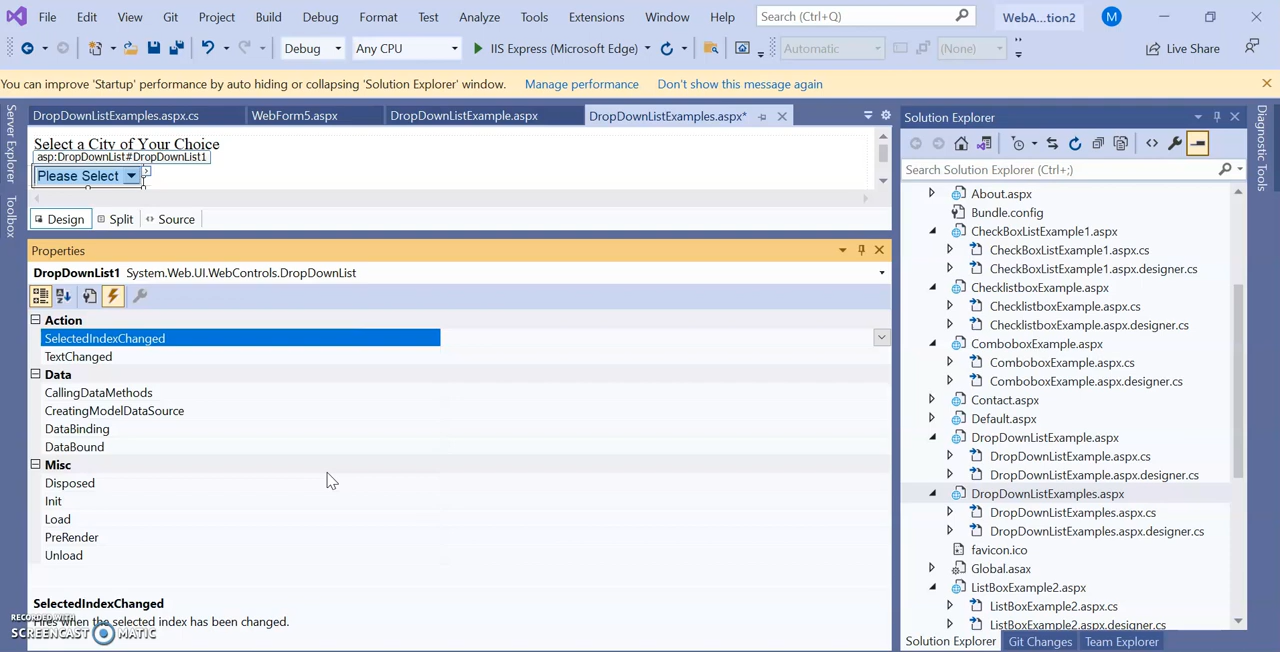 File Edit View Git Project Build Debug Format Test Analyze Tools Extensions Window Help Search (Ctrl+Q) WebA...tion2 M
Debug Any CPU IIS Express (Microsoft Edge) Automatic (None) Live Share
You can improve 'Startup' performance by auto hiding or collapsing 'Solution Explorer' window. Manage performance Don't show this message again
Server Explorer
Toolbox
DropDownListExamples.aspx.cs WebForm5.aspx DropDownListExample.aspx DropDownListExamples.aspx*
Select a City of Your Choice
asp:DropDownList#DropDownList1
Please Select
Design Split Source
Properties
DropDownList1 System.Web.UI.WebControls.DropDownList
Action
SelectedIndexChanged
TextChanged
Data
CallingDataMethods
CreatingModelDataSource
DataBinding
DataBound
Misc
Disposed
Init
Load
PreRender
Unload
SelectedIndexChanged
Fires when the selected index has been changed.
RECORDED WITH
SCREENCAST MATIC
Solution Explorer
Search Solution Explorer (Ctrl+;)
About.aspx
Bundle.config
CheckBoxListExample1.aspx
CheckBoxListExample1.aspx.cs
CheckBoxListExample1.aspx.designer.cs
ChecklistboxExample.aspx
ChecklistboxExample.aspx.cs
ChecklistboxExample.aspx.designer.cs
ComboboxExample.aspx
ComboboxExample.aspx.cs
ComboboxExample.aspx.designer.cs
Contact.aspx
Default.aspx
DropDownListExample.aspx
DropDownListExample.aspx.cs
DropDownListExample.aspx.designer.cs
DropDownListExamples.aspx
DropDownListExamples.aspx.cs
DropDownListExamples.aspx.designer.cs
favicon.ico
Global.asax
ListBoxExample2.aspx
ListBoxExample2.aspx.cs
ListBoxExample2.aspx.designer.cs
Solution Explorer Git Changes Team Explorer
Diagnostic Tools